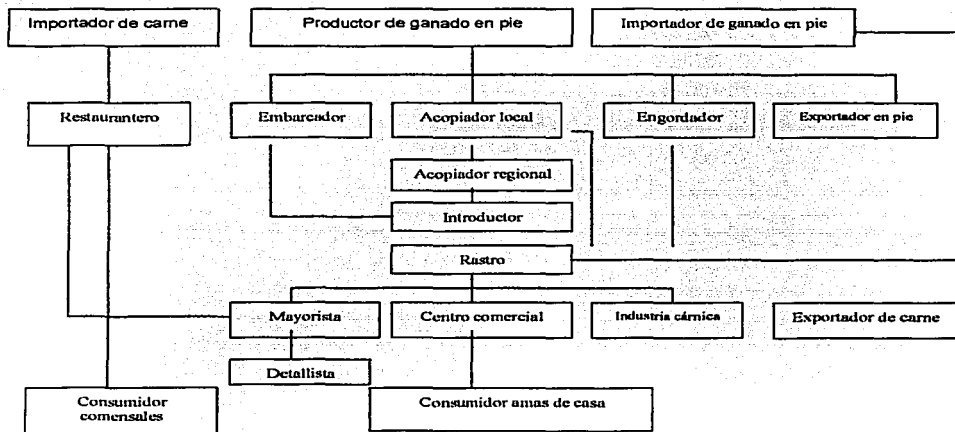 Importador de carne
Productor de ganado en pie
Importador de ganado en pie
Restaurantero
Embarcador
Acopiador local
Engordador
Exportador en pie
Acopiador regional
Introductor
Rastro
Mayorista
Centro comercial
Industria cárnica
Exportador de carne
Detallista
Consumidor
comensales
Consumidor amas de casa